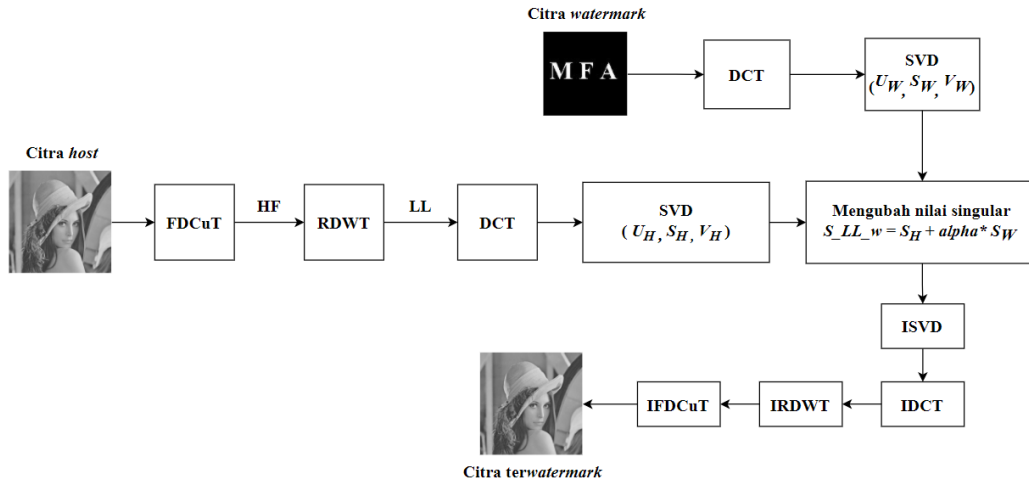 Citra watermark
M F A
DCT
SVD
(U_W, S_W, V_W)
Citra host
FDCuT
HF
RDWT
LL
DCT
SVD
( U_H, S_H, V_H)
Mengubah nilai singular
S_LL_w = S_H + alpha* S_W
ISVD
IDCT
IRDWT
IFDCuT
Citra terwatermark